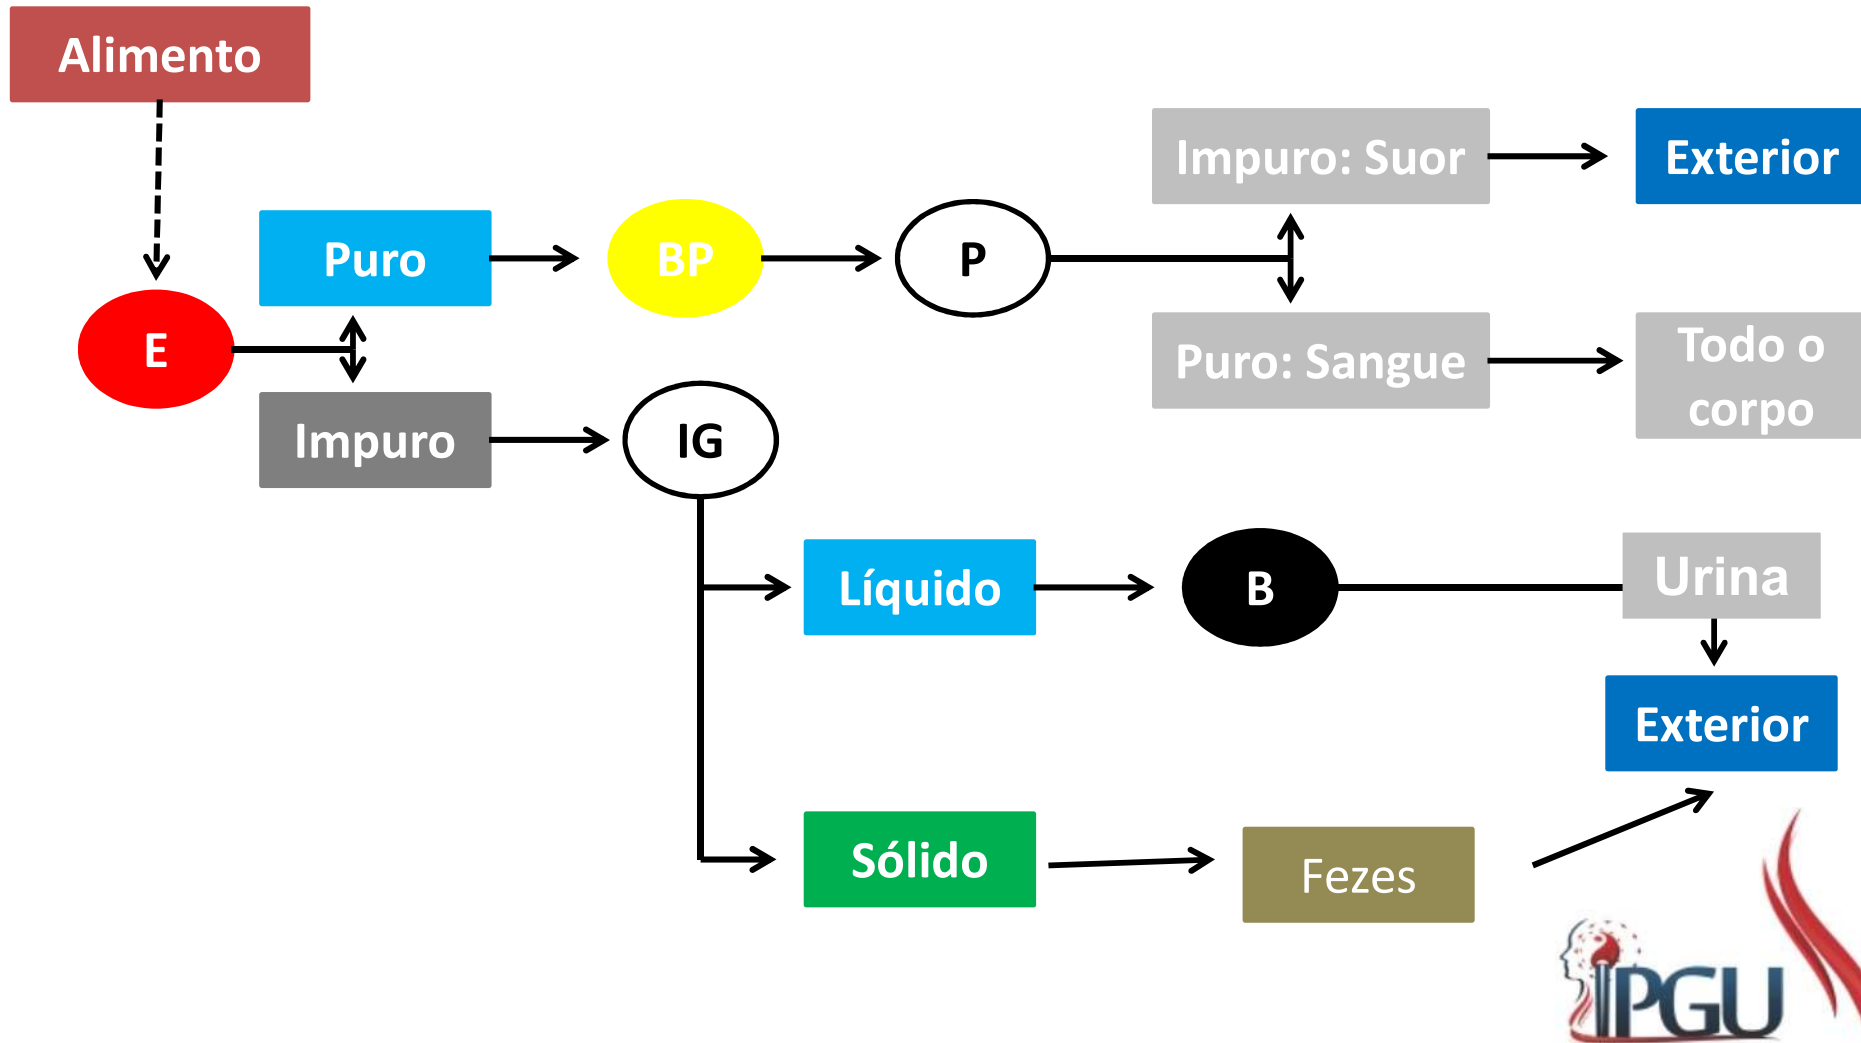 Alimento
Impuro: Suor
Exterior
Puro
BP
P
E
Puro: Sangue
Todo o
corpo
Impuro
IG
Líquido
B
Urina
Exterior
Sólido
Fezes
IPGU